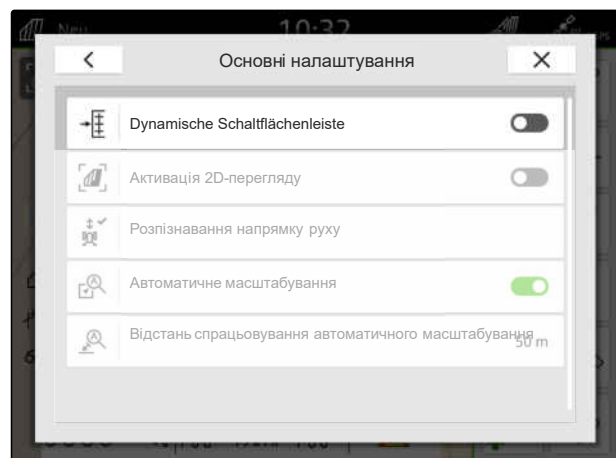 Neu
10:32
Основні налаштування
Dynamische Schaltflächenleiste
Активація 2D-перегляду
Розпізнавання напрямку руху
Автоматичне масштабування
Відстань спрацьовування автоматичного масштабування
50 m